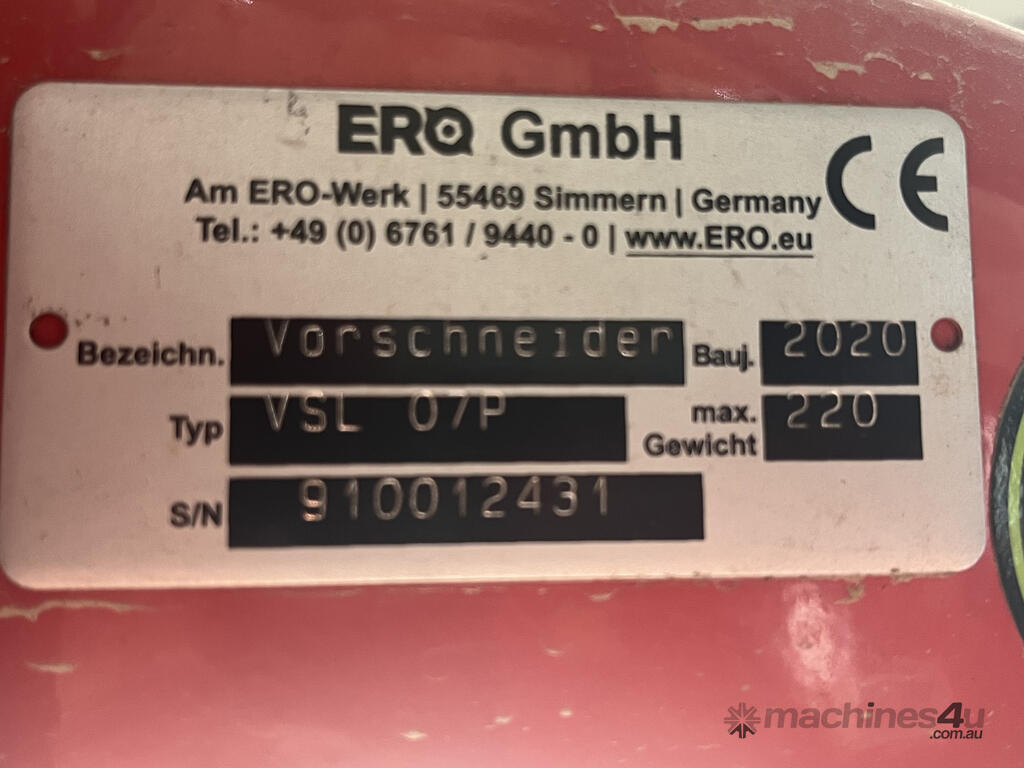 ERO GmbH
CE
Am ERO-Werk | 55469 Simmern | Germany
Tel.: +49 (0) 6761 / 9440 - 0 | www.ERO.eu
Bezeichn. Vorschneider Bauj. 2020
Typ VSL 07P max. Gewicht 220
S/N 910012431
machines4u
.com.au